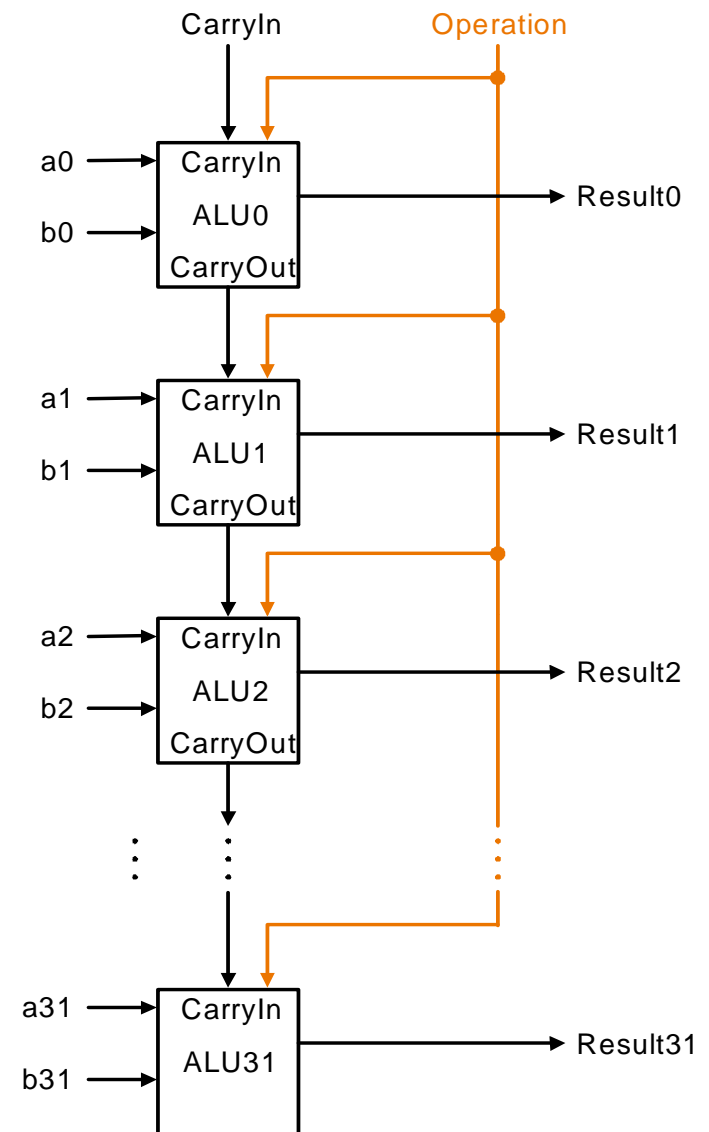 CarryIn Operation
a0
CarryIn
ALU0
Result0
b0
CarryOut
a1
CarryIn
ALU1
Result1
b1
CarryOut
a2
CarryIn
ALU2
Result2
b2
CarryOut
a31
CarryIn
ALU31
Result31
b31